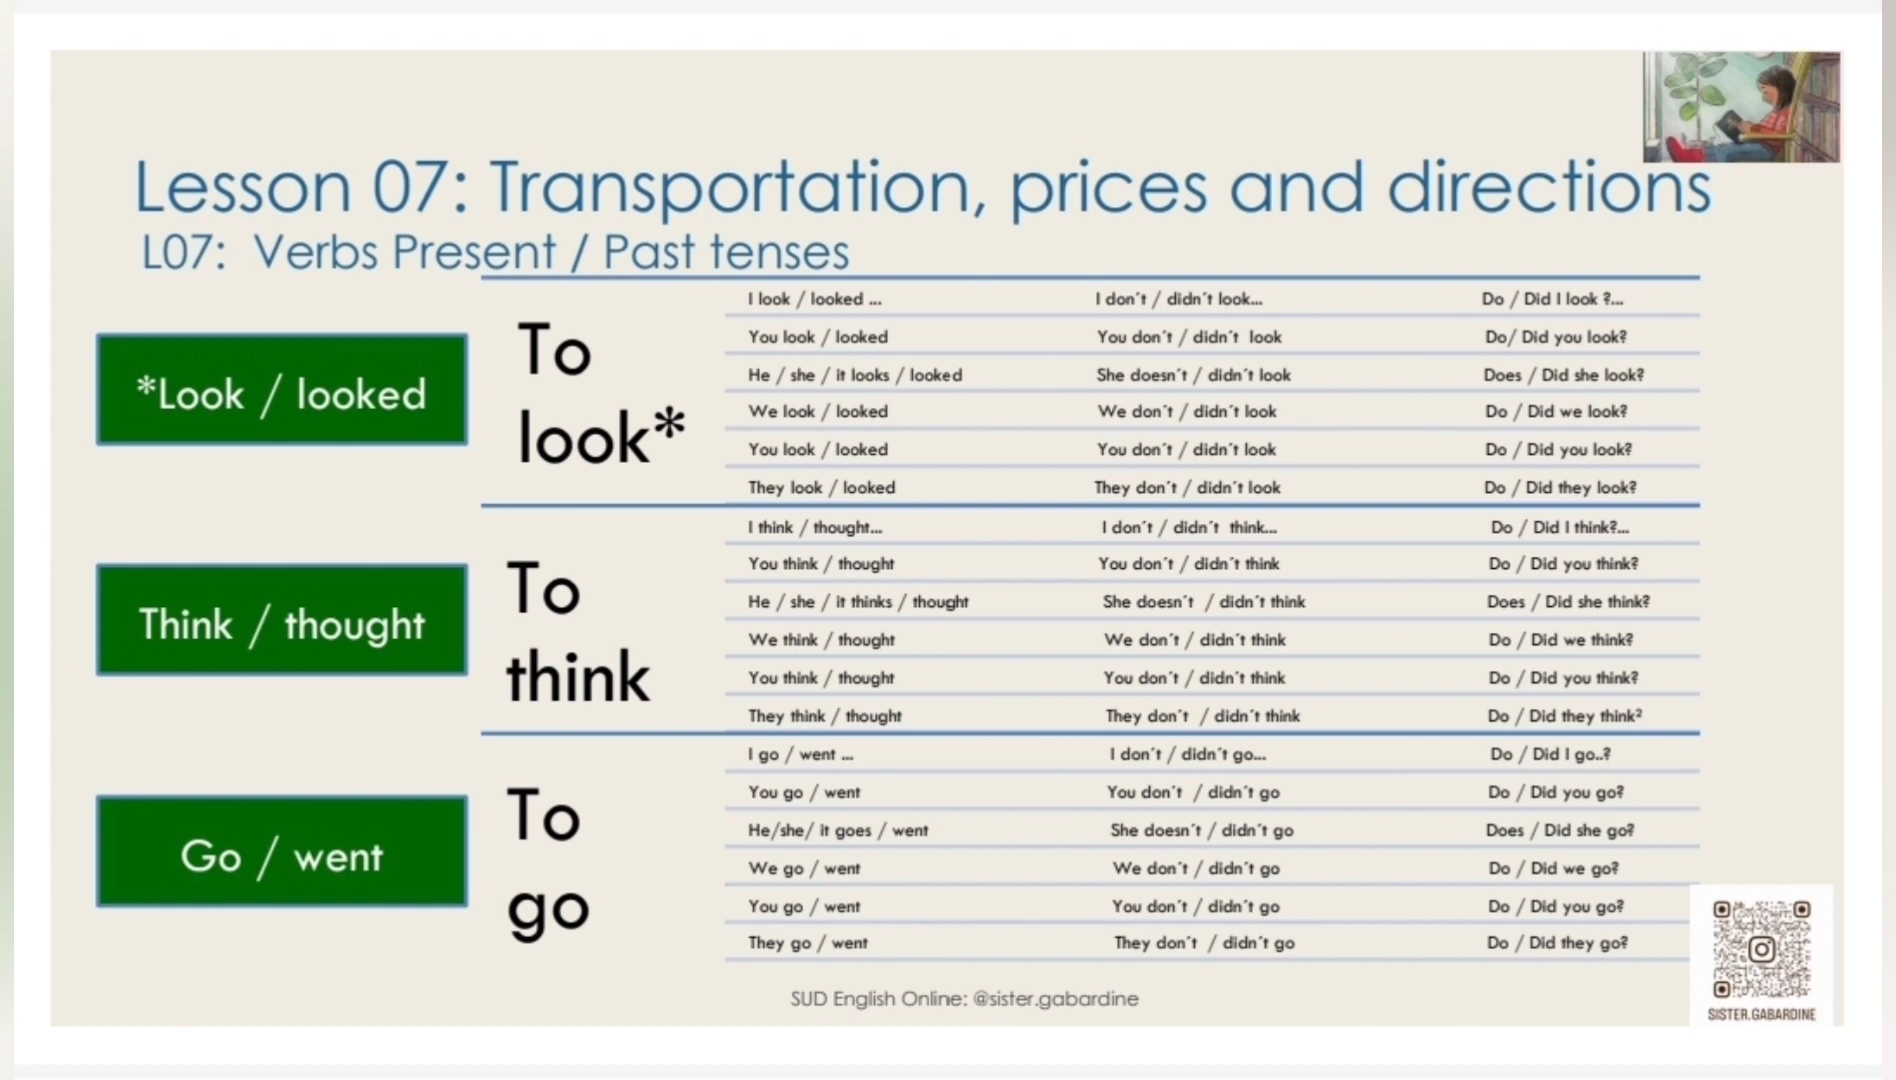 Lesson 07: Transportation, prices and directions
L07:  Verbs Present / Past tenses
*Look / looked
To
look*
I look / looked ... I don´t / didn´t look... Do / Did I look ?...
You look / looked You don´t / didn´t  look Do/ Did you look?
He / she / it looks / looked She doesn´t / didn´t look Does / Did she look?
We look / looked We don´t / didn´t look Do / Did we look?
You look / looked You don´t / didn´t look Do / Did you look?
They look / looked They don´t / didn´t look Do / Did they look?
Think / thought
To
think
I think / thought... I don´t / didn´t  think... Do / Did I think?...
You think / thought You don´t / didn´t think Do / Did you think?
He / she / it thinks / thought She doesn´t  / didn´t think Does / Did she think?
We think / thought We don´t / didn´t think Do / Did we think?
You think / thought You don´t / didn´t think Do / Did you think?
They think / thought They don´t  / didn´t think Do / Did they think²
Go / went
To
go
I go / went ... I don´t / didn´t go... Do / Did I go..?
You go / went You don´t  / didn´t go Do / Did you go?
He/she/ it goes / went She doesn´t / didn´t go Does / Did she go?
We go / went We don´t / didn´t go Do / Did we go?
You go / went You don´t / didn´t go Do / Did you go?
They go / went They don´t  / didn´t go Do / Did they go?
SUD English Online: @sister.gabardine
SISTER.GABARDINE